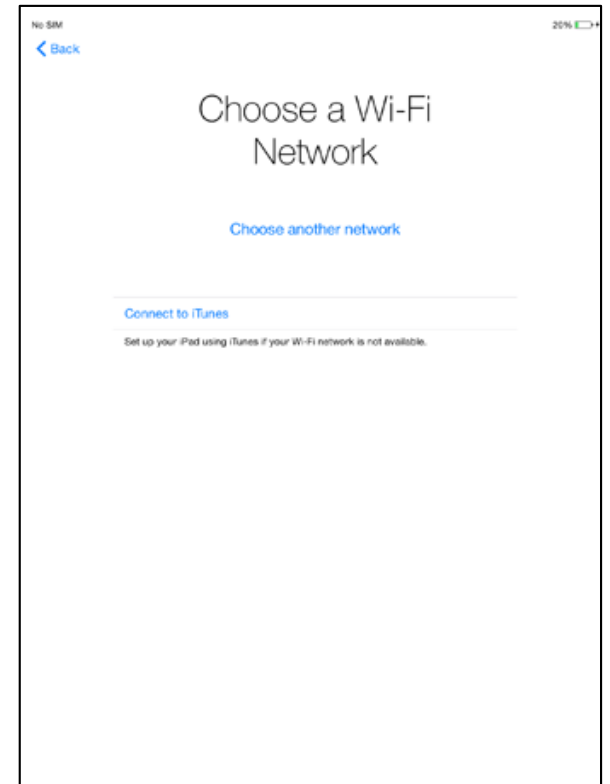 No SIM 20%
Back
Choose a Wi-Fi
Network
Choose another network
Connect to iTunes
Set up your iPad using iTunes if your Wi-Fi network is not available.